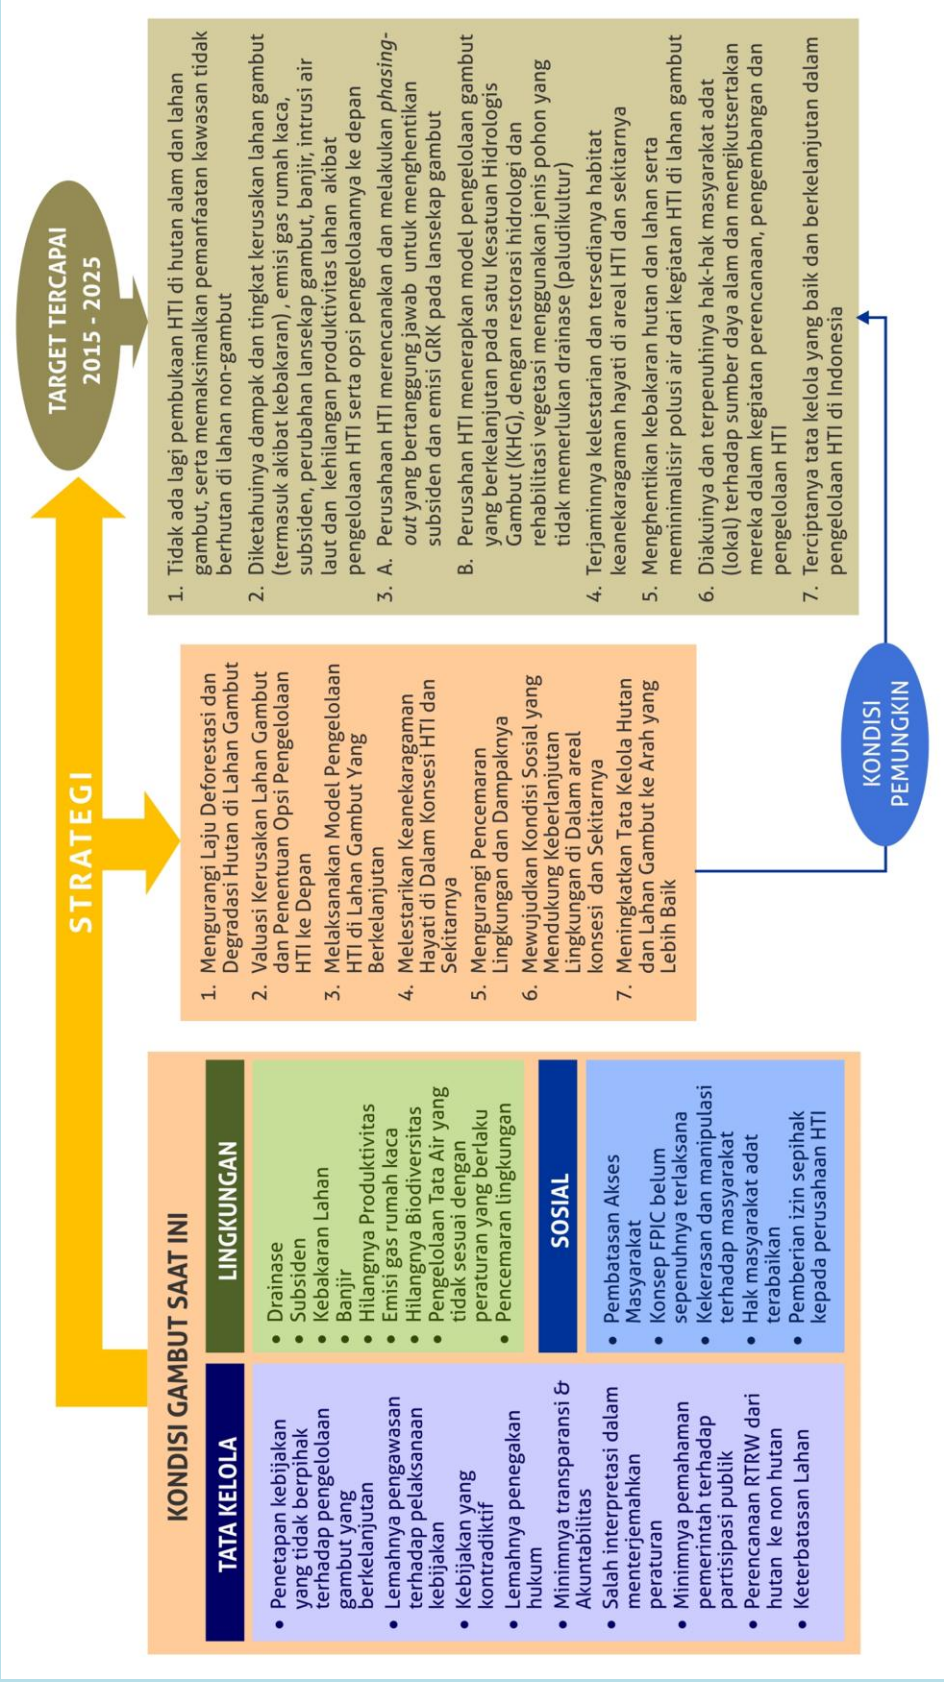 STRATEGI
TARGET TERCAPAI
2015 - 2025
KONDISI GAMBUT SAAT INI
TATA KELOLA
• Penetapan kebijakan
yang tidak berpihak
terhadap pengelolaan
gambut yang
berkelanjutan
• Lemahnya pengawasan
terhadap pelaksanaan
kebijakan
• Kebijakan yang
kontradiktif
• Lemahnya penegakan
hukum
• Minimnya transparansi &
Akuntabilitas
• Salah interpretasi dalam
menterjemahkan
peraturan
• Minimnya pemahaman
pemerintah terhadap
partisipasi publik
• Perencanaan RTRW dari
hutan ke non hutan
• Keterbatasan Lahan
LINGKUNGAN
• Drainase
• Subsiden
• Kebakaran Lahan
• Banjir
• Hilangnya Produktivitas
• Emisi gas rumah kaca
• Hilangnya Biodiversitas
• Pengelolaan Tata Air yang
tidak sesuai dengan
peraturan yang berlaku
• Pencemaran lingkungan
SOSIAL
• Pembatasan Akses
Masyarakat
• Konsep FPIC belum
sepenuhnya terlaksana
• Kekerasan dan manipulasi
terhadap masyarakat
• Hak masyarakat adat
terabaikan
• Pemberian izin sepihak
kepada perusahaan HTI
1. Mengurangi Laju Deforestasi dan
Degradasi Hutan di Lahan Gambut
2. Valuasi Kerusakan Lahan Gambut
dan Penentuan Opsi Pengelolaan
HTI ke Depan
3. Melaksanakan Model Pengelolaan
HTI di Lahan Gambut Yang
Berkelanjutan
4. Melestarikan Keanekaragaman
Hayati di Dalam Konsesi HTI dan
Sekitarnya
5. Mengurangi Pencemaran
Lingkungan dan Dampaknya
6. Mewujudkan Kondisi Sosial yang
Mendukung Keberlanjutan
Lingkungan di Dalam areal
konsesi dan Sekitarnya
7. Meningkatkan Tata Kelola Hutan
dan Lahan Gambut ke Arah yang
Lebih Baik
KONDISI
PEMUNGKIN
1. Tidak ada lagi pembukaan HTI di hutan alam dan lahan
gambut, serta memaksimalkan pemanfaatan kawasan tidak
berhutan di lahan non-gambut
2. Diketahuinya dampak dan tingkat kerusakan lahan gambut
(termasuk akibat kebakaran) , emisi gas rumah kaca,
subsiden, perubahan lansekap gambut, banjir, intrusi air
laut dan kehilangan produktivitas lahan akibat
pengelolaan HTI serta opsi pengelolaannya ke depan
3. A. Perusahaan HTI merencanakan dan melakukan phasing-
out yang bertanggung jawab untuk menghentikan
subsiden dan emisi GRK pada lansekap gambut
B. Perusahan HTI menerapkan model pengelolaan gambut
yang berkelanjutan pada satu Kesatuan Hidrologis
Gambut (KHG), dengan restorasi hidrologi dan
rehabilitasi vegetasi menggunakan jenis pohon yang
tidak memerlukan drainase (paludikultur)
4. Terjaminnya kelestarian dan tersedianya habitat
keanekaragaman hayati di areal HTI dan sekitarnya
5. Menghentikan kebakaran hutan dan lahan serta
meminimalisir polusi air dari kegiatan HTI di lahan gambut
6. Diakuinya dan terpenuhinya hak-hak masyarakat adat
(lokal) terhadap sumber daya alam dan mengikutsertakan
mereka dalam kegiatan perencanaan, pengembangan dan
pengelolaan HTI
7. Terciptanya tata kelola yang baik dan berkelanjutan dalam
pengelolaan HTI di Indonesia